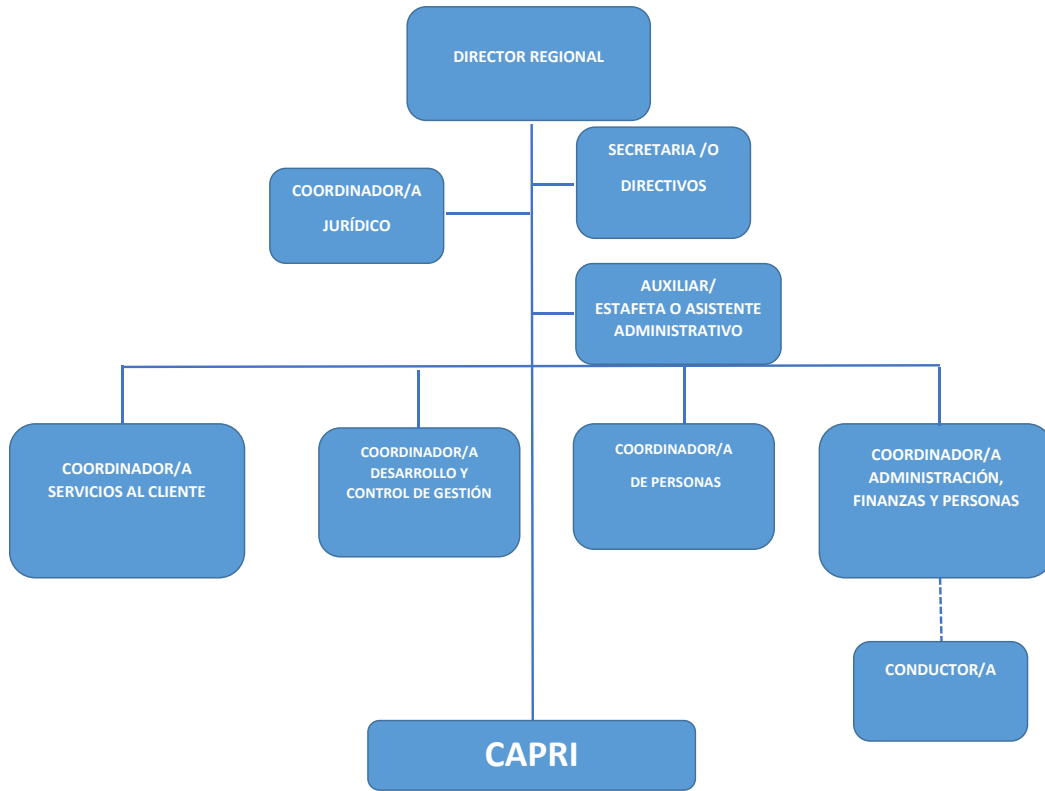 DIRECTOR REGIONAL
SECRETARIA /O
DIRECTIVOS
COORDINADOR/A
JURÍDICO
AUXILIAR/
ESTAFETA O ASISTENTE
ADMINISTRATIVO
COORDINADOR/A
SERVICIOS AL CLIENTE
COORDINADOR/A
DESARROLLO Y
CONTROL DE GESTIÓN
COORDINADOR/A
DE PERSONAS
COORDINADOR/A
ADMINISTRACIÓN,
FINANZAS Y PERSONAS
CONDUCTOR/A
CAPRI